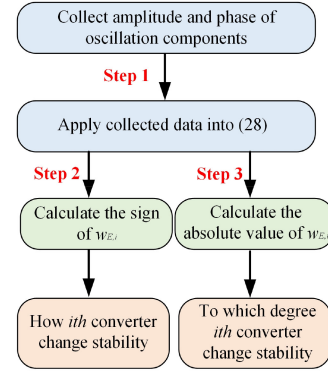 Collect amplitude and phase of
oscillation components
Step 1
Apply collected data into (28)
Step 2
Step 3
Calculate the sign
of w_{E,i}
Calculate the
absolute value of w_{E,i}
How ith converter
change stability
To which degree
ith converter
change stability